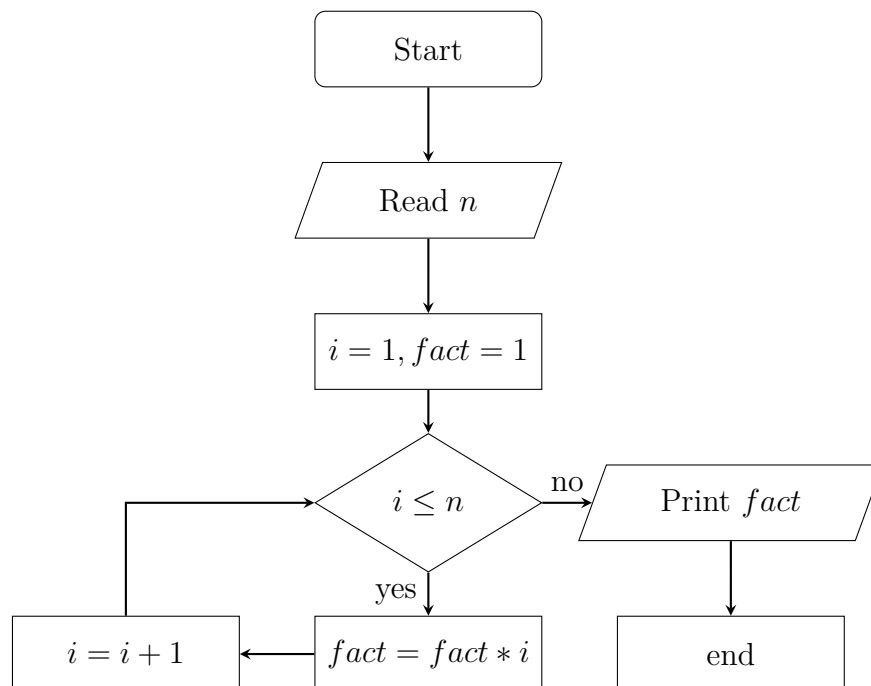 Start
Read n
i = 1, fact = 1
i ≤ n
no
Print fact
yes
i = i + 1
fact = fact ∗ i
end